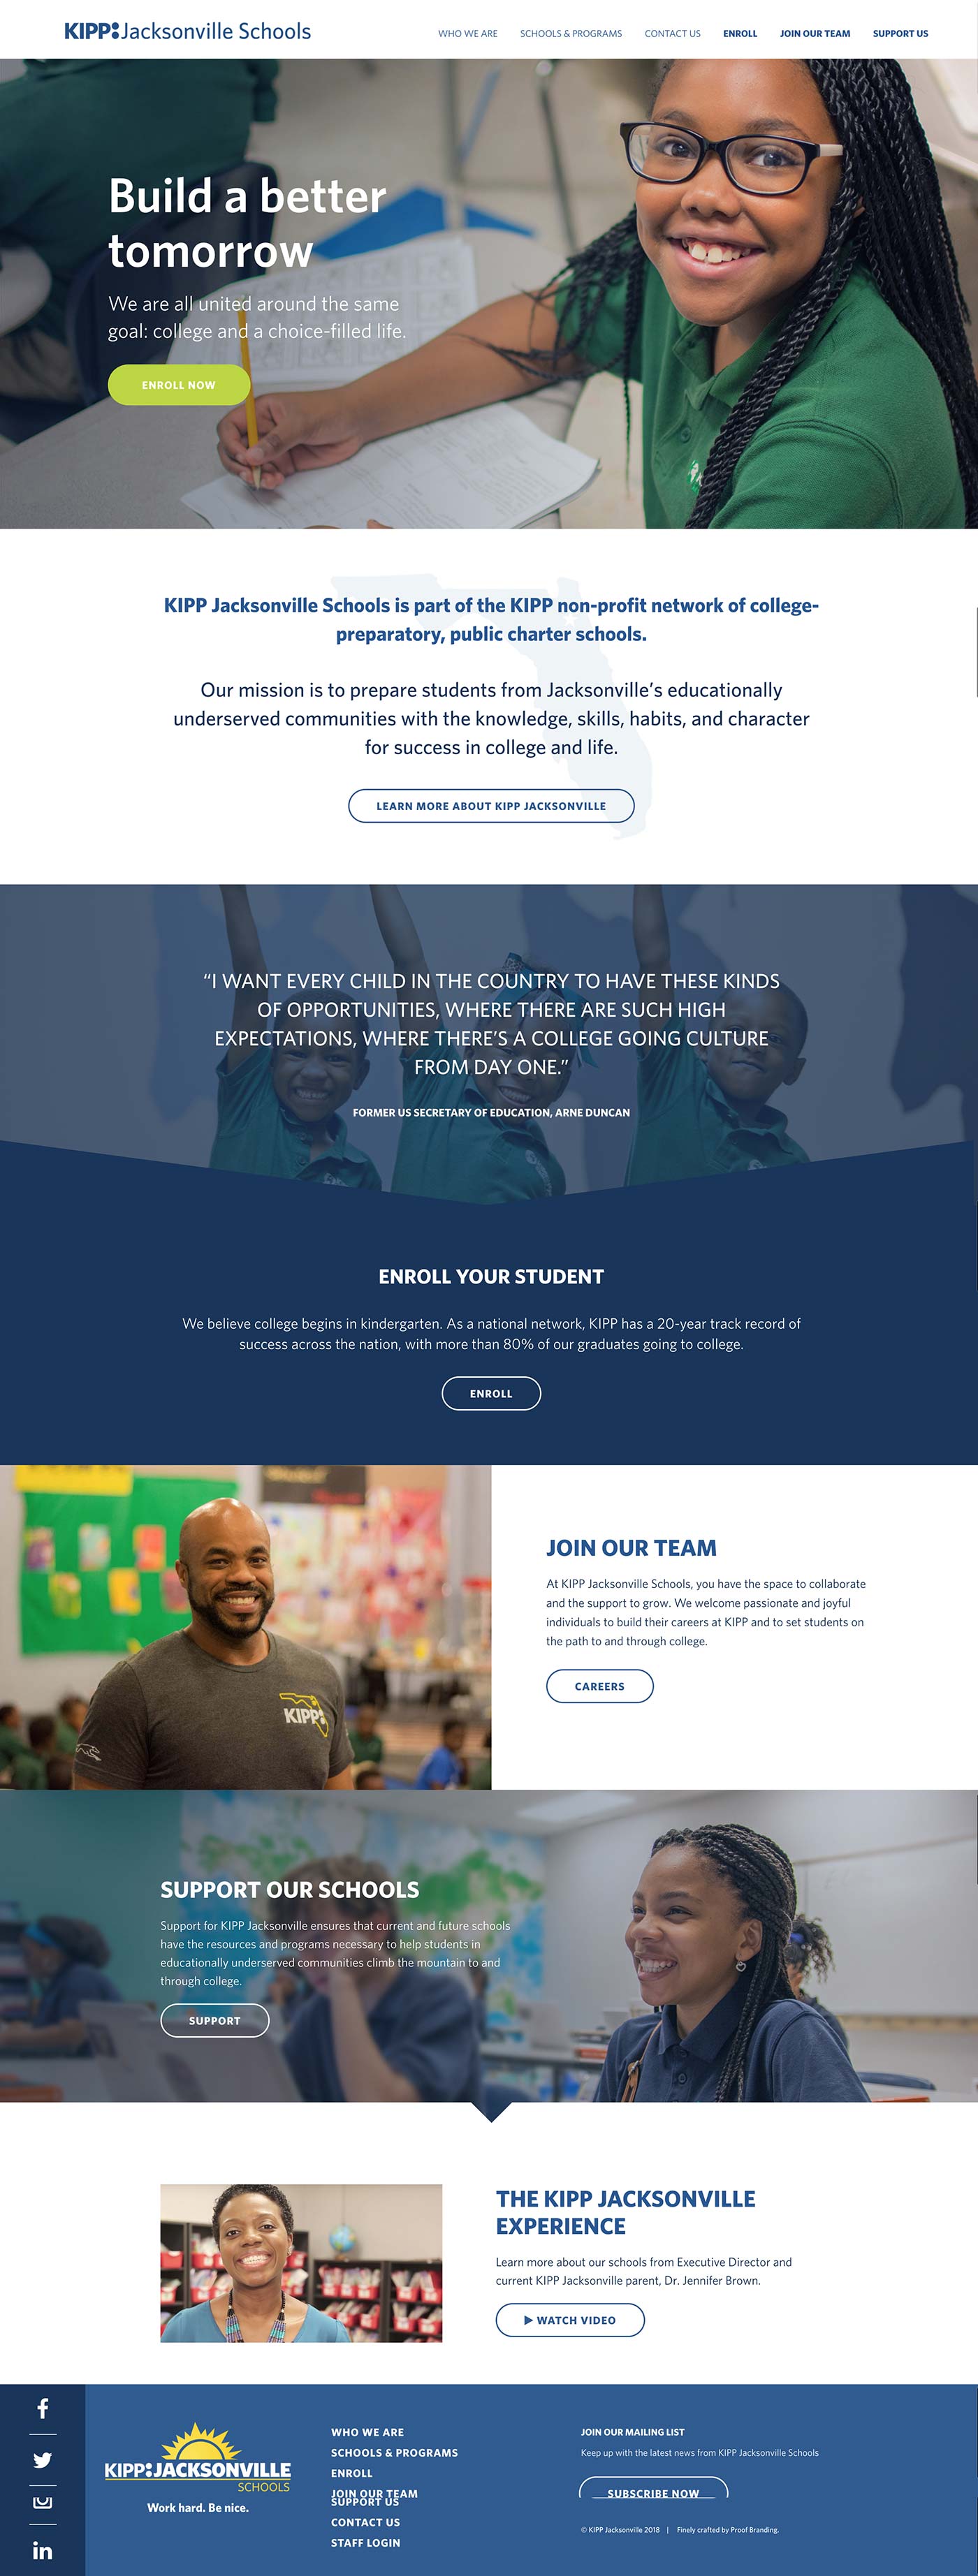 KIPP:Jacksonville Schools
WHO WE ARE
SCHOOLS & PROGRAMS
CONTACT US
ENROLL
JOIN OUR TEAM
SUPPORT US
Build a better
tomorrow
We are all united around the same
goal: college and a choice-filled life.
ENROLL NOW
KIPP Jacksonville Schools is part of the KIPP non-profit network of college-
preparatory, public charter schools.
Our mission is to prepare students from Jacksonville’s educationally
underserved communities with the knowledge, skills, habits, and character
for success in college and life.
LEARN MORE ABOUT KIPP JACKSONVILLE
“I WANT EVERY CHILD IN THE COUNTRY TO HAVE THESE KINDS
OF OPPORTUNITIES, WHERE THERE ARE SUCH HIGH
EXPECTATIONS, WHERE THERE’S A COLLEGE GOING CULTURE
FROM DAY ONE.”
FORMER US SECRETARY OF EDUCATION, ARNE DUNCAN
ENROLL YOUR STUDENT
We believe college begins in kindergarten. As a national network, KIPP has a 20-year track record of
success across the nation, with more than 80% of our graduates going to college.
ENROLL
KIPP:
JOIN OUR TEAM
At KIPP Jacksonville Schools, you have the space to collaborate
and the support to grow. We welcome passionate and joyful
individuals to build their careers at KIPP and to set students on
the path to and through college.
CAREERS
SUPPORT OUR SCHOOLS
Support for KIPP Jacksonville ensures that current and future schools
have the resources and programs necessary to help students in
educationally underserved communities climb the mountain to and
through college.
SUPPORT
THE KIPP JACKSONVILLE
EXPERIENCE
Learn more about our schools from Executive Director and
current KIPP Jacksonville parent, Dr. Jennifer Brown.
WATCH VIDEO
KIPP:JACKSONVILLE
SCHOOLS
Work hard. Be nice.
WHO WE ARE
SCHOOLS & PROGRAMS
ENROLL
JOIN OUR TEAM
SUPPORT US
CONTACT US
STAFF LOGIN
JOIN OUR MAILING LIST
Keep up with the latest news from KIPP Jacksonville Schools
SUBSCRIBE NOW
© KIPP Jacksonville 2018 | Finely crafted by Proof Branding.